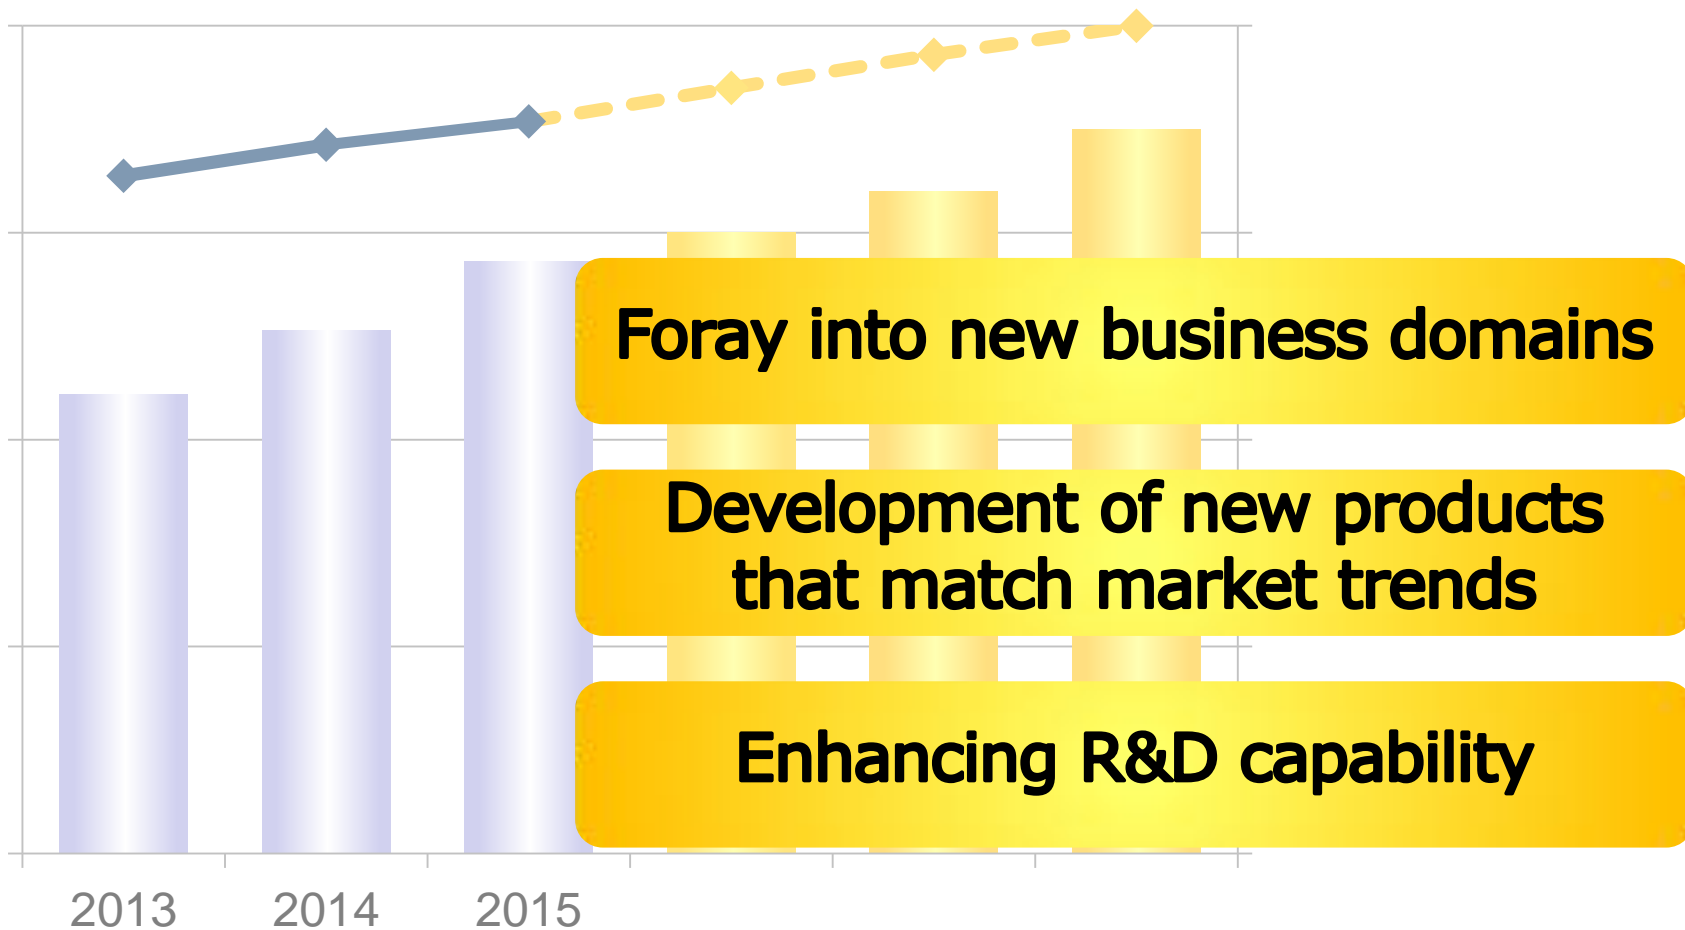 Foray into new business domains
Development of new products
that match market trends
Enhancing R&D capability
2013 2014 2015